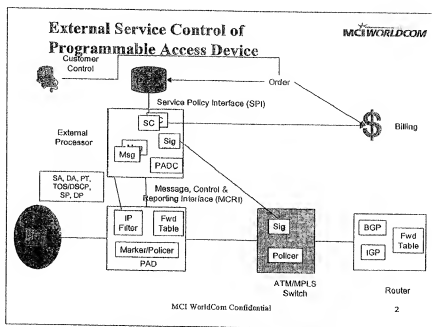 External Service Control of
Programmable Access Device
MCI WORLDCOM
Customer
Control
Order
Service Policy Interface (SPI)
SC
External
Processor
Sig
Msg
PADC
Billing
SA, DA, PT,
TOS/DSCP,
SP, DP
Message, Control &
Reporting Interface (MCRI)
IP
Filter
Fwd
Table
Marker/Policer
PAD
Sig
Policer
ATM/MPLS
Switch
BGP
IGP
Fwd
Table
Router
MCI WorldCom Confidential
2